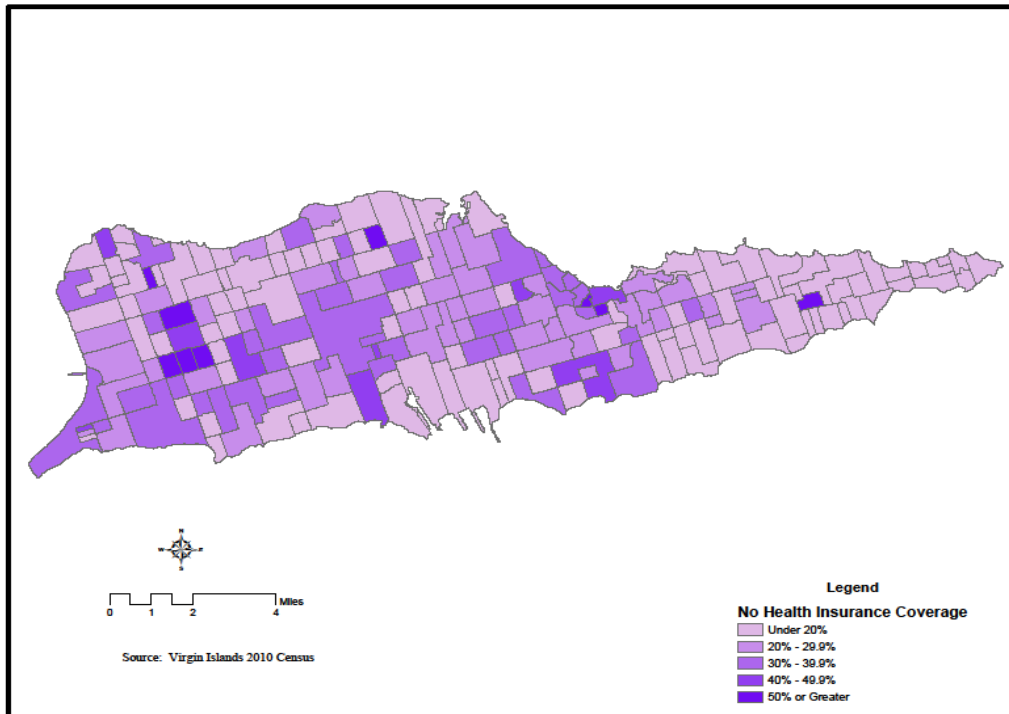 N
W E
S
0 1 2 4 Miles
Source: Virgin Islands 2010 Census
Legend
No Health Insurance Coverage
Under 20%
20% - 29.9%
30% - 39.9%
40% - 49.9%
50% or Greater